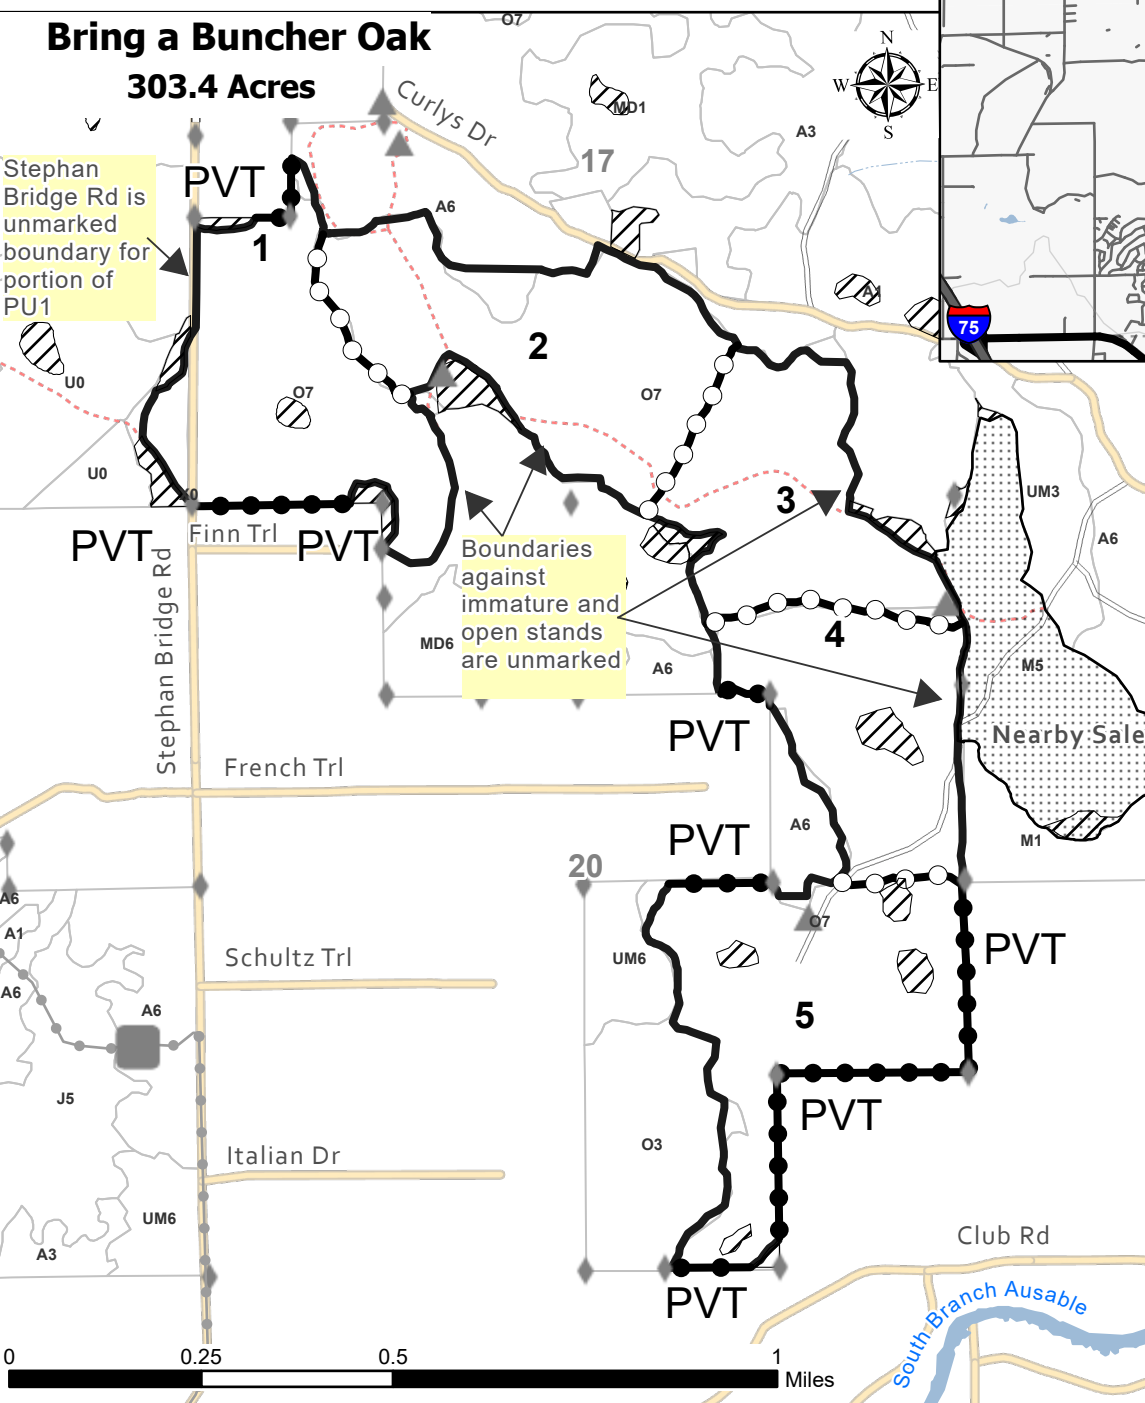 Bring a Buncher Oak
303.4 Acres
O7
N
W
E
S
Curlys Dr
MD1
A3
17
Stephan
Bridge Rd is
unmarked
boundary for
portion of
PU1
PVT
1
A6
A1
75
2
U0
O7
O7
U0
3
UM3
A6
PVT
Finn Trl
PVT
Boundaries
against
immature and
open stands
are unmarked
Stephan Bridge Rd
MD6
A6
4
M5
PVT
Nearby Sale
French Trl
A6
PVT
M1
20
A6
A1
A6
O7
UM6
PVT
Schultz Trl
A6
5
J5
PVT
O3
Italian Dr
UM6
A3
Club Rd
PVT
South Branch Ausable
0
0.25
0.5
1
Miles